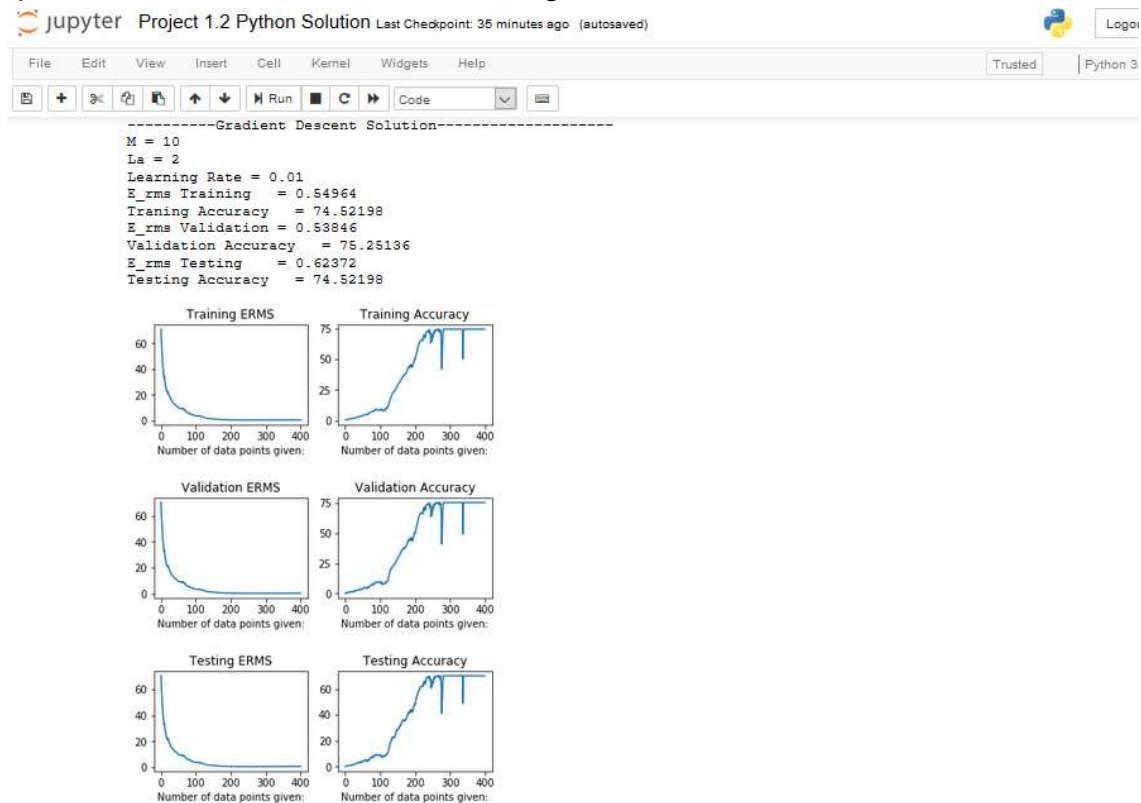 jupyter Project 1.2 Python Solution Last Checkpoint: 35 minutes ago (autosaved)
Logou
File Edit View Insert Cell Kernel Widgets Help
Trusted Python 3
Run Code
----------Gradient Descent Solution--------------------
M = 10
La = 2
Learning Rate = 0.01
E_rms Training = 0.54964
Traning Accuracy = 74.52198
E_rms Validation = 0.53846
Validation Accuracy = 75.25136
E_rms Testing = 0.62372
Testing Accuracy = 74.52198
Training ERMS Training Accuracy
60 75
40 50
20 25
0 0
0 100 200 300 400 0 100 200 300 400
Number of data points given: Number of data points given:
Validation ERMS Validation Accuracy
60 75
40 50
20 25
0 0
0 100 200 300 400 0 100 200 300 400
Number of data points given: Number of data points given:
Testing ERMS Testing Accuracy
60 60
40 40
20 20
0 0
0 100 200 300 400 0 100 200 300 400
Number of data points given: Number of data points given: